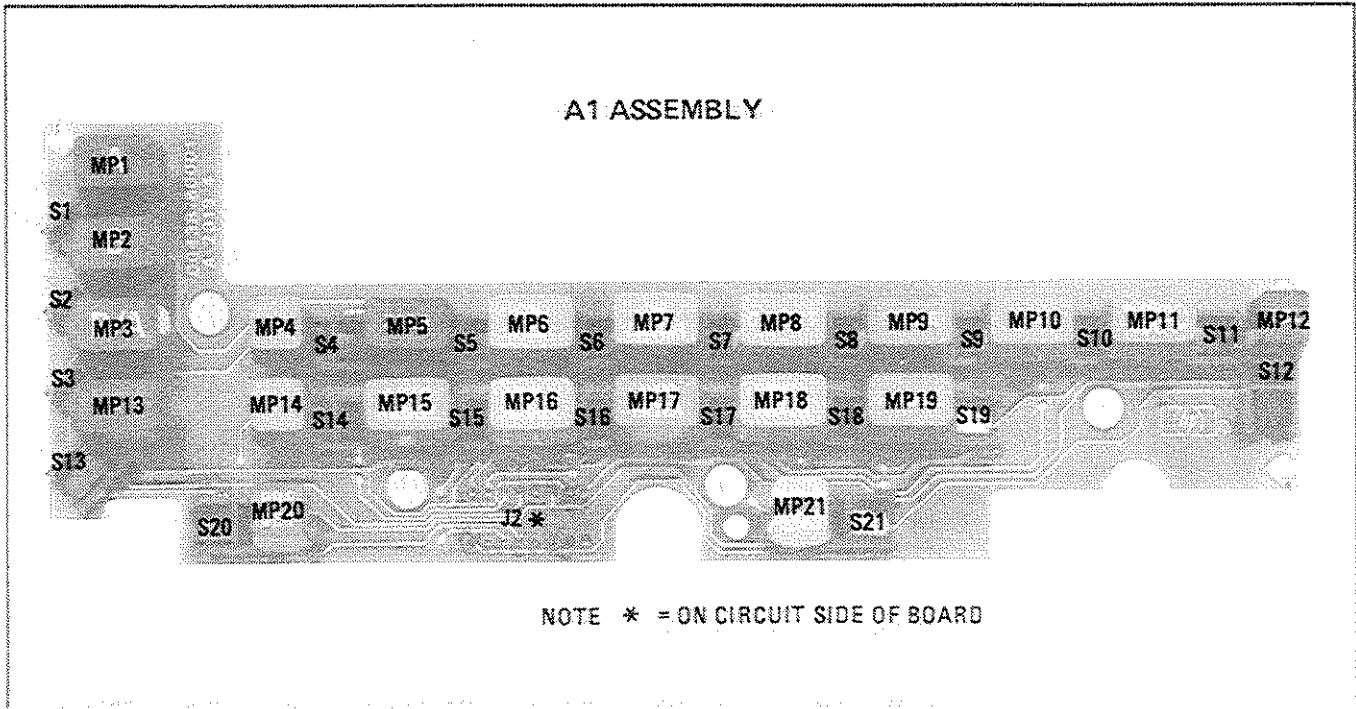 A1 ASSEMBLY
MP1
S1
MP2
S2
MP3
MP4
S4
MP5
S5
MP6
S6
MP7
S7
MP8
S8
MP9
S9
MP10
S10
MP11
S11
MP12
S3
S12
MP13
MP14
S14
MP15
S15
MP16
S16
MP17
S17
MP18
S18
MP19
S19
S13
S20
MP20
J2 *
MP21
S21
NOTE * = ON CIRCUIT SIDE OF BOARD